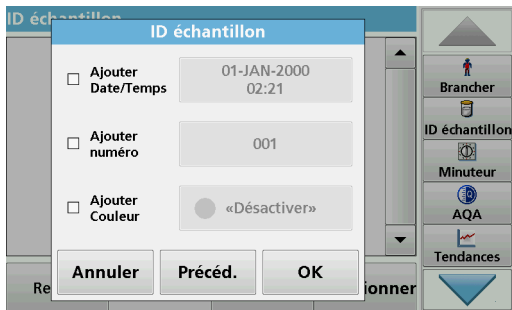 ID échantillon
ID échantillon
Ajouter
Date/Temps
01-JAN-2000
02:21
Ajouter
numéro
001
Ajouter
Couleur
«Désactiver»
Annuler
Précéd.
OK
Brancher
ID échantillon
Minuteur
AQA
Tendances